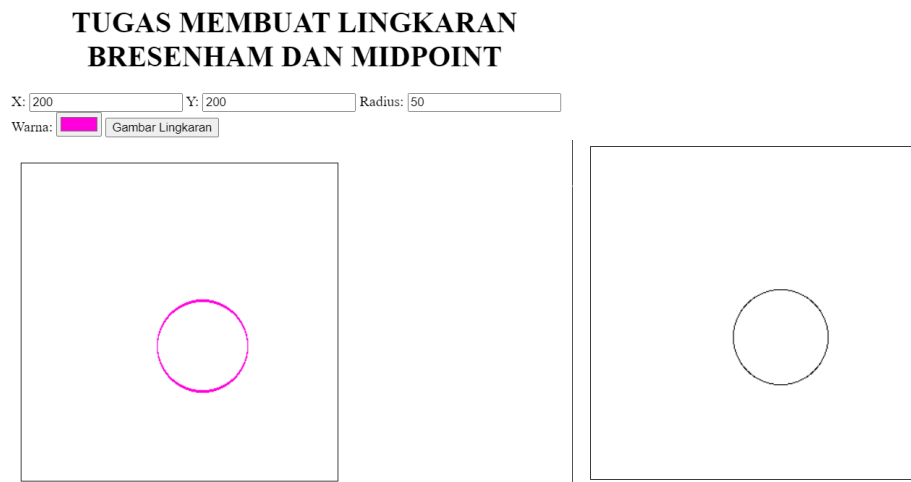 TUGAS MEMBUAT LINGKARAN
BRESENHAM DAN MIDPOINT
X: 200 Y: 200 Radius: 50
Warna: Gambar Lingkaran